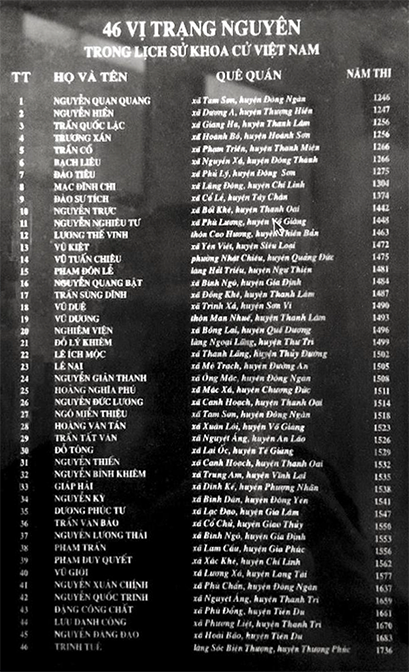 46 VỊ TRẠNG NGUYÊN
TRONG LỊCH SỬ KHOA CỬ VIỆT NAM
TT HỌ VÀ TÊN QUÊ QUÁN NĂM THI
1 NGUYỄN QUAN QUANG xã Tam Sơn, huyện Đông Ngàn 1246
2 NGUYỄN HIỀN xã Dương A, huyện Thượng Hiền 1247
3 TRẦN QUỐC LẶC xã Giang Hạ, huyện Thanh Lâm 1256
4 TRƯƠNG XÁN xã Hoành Bồ, huyện Hoành Sơn 1256
5 TRẦN CỐ xã Phạm Triền, huyện Thanh Miện 1266
6 BẠCH LIÊU xã Nguyễn Xá, huyện Đông Thành 1266
7 ĐÀO TIÊU xã Phủ Lý, huyện Đông Sơn 1275
8 MẠC ĐĨNH CHI xã Lũng Động, huyện Chí Linh 1304
9 ĐÀO SƯ TÍCH xã Cổ Lễ, huyện Tây Chân 1374
10 NGUYỄN TRỰC xã Bối Khê, huyện Thanh Oai 1442
11 NGUYỄN NGHIÊU TƯ xã Phù Lương, huyện Kỳ Giàng 1448
12 LƯƠNG THẾ VINH thôn Cao Hương, huyện Thiên Bản 1463
13 VŨ KIỆT xã Yên Việt, huyện Siêu Loại 1472
14 VŨ TUẤN CHIÊU phường Nhật Chiêu, huyện Quảng Đức 1475
15 PHẠM ĐÔN LỄ làng Hải Triều, huyện Ngự Thiên 1481
16 NGUYỄN QUANG BẬT xã Bình Ngô, huyện Gia Định 1484
17 TRẦN SÙNG DĨNH xã Đồng Khê, huyện Thanh Lâm 1487
18 VŨ DUỆ xã Trình Xá, huyện Sơn Vi 1490
19 VŨ DƯƠNG thôn Man Nhuế, huyện Thanh Lâm 1493
20 NGHIÊM VIỆN xã Bồng Lai, huyện Quế Dương 1496
21 ĐỖ LÝ KHIÊM làng Ngoại Lãng, huyện Thư Trì 1499
22 LÊ ÍCH MỘC xã Thanh Lãng, huyện Thủy Đường 1502
23 LÊ NẠI xã Mộ Trạch, huyện Đường An 1505
24 NGUYỄN GIẢN THANH xã Ông Mặc, huyện Đông Ngàn 1508
25 HOÀNG NGHĨA PHÚ xã Mạc Xá, huyện Chương Đức 1511
26 NGUYỄN ĐỨC LƯƠNG xã Canh Hoạch, huyện Thanh Oai 1514
27 NGÔ MIỄN THIỆU xã Tam Sơn, huyện Đông Ngàn 1518
28 HOÀNG VĂN TÁN xã Xuân Lôi, huyện Võ Giàng 1523
29 TRẦN TẤT VĂN xã Nguyệt Áng, huyện An Lão 1526
30 ĐỖ TỐNG xã Lại Ốc, huyện Tế Giang 1529
31 NGUYỄN THIẾN xã Canh Hoạch, huyện Thanh Oai 1532
32 NGUYỄN BỈNH KHIÊM xã Trung Am, huyện Vĩnh Lại 1535
33 GIÁP HẢI xã Dĩnh Kế, huyện Phượng Nhãn 1538
34 NGUYỄN KỲ xã Bình Dân, huyện Đông Yên 1541
35 DƯƠNG PHÚC TƯ xã Lạc Đạo, huyện Gia Lâm 1547
36 TRẦN VĂN BẢO xã Cổ Chử, huyện Giao Thủy 1550
37 NGUYỄN LƯỢNG THÁI xã Bình Ngô, huyện Gia Định 1553
38 PHẠM TRẤN xã Lam Cầu, huyện Gia Phúc 1556
39 PHẠM DUY QUYẾT xã Xác Khê, huyện Chí Linh 1562
40 VŨ GIỚI xã Lương Xá, huyện Lang Tài 1577
41 NGUYỄN XUÂN CHÍNH xã Phù Chẩn, huyện Đông Ngàn 1637
42 NGUYỄN QUỐC TRINH xã Nguyệt Áng, huyện Thanh Trì 1659
43 ĐẶNG CÔNG CHẤT xã Phù Đổng, huyện Tiên Du 1661
44 LƯU DANH CÔNG xã Phương Liệt, huyện Thanh Trì 1670
45 NGUYỄN ĐĂNG ĐẠO xã Hoài Bão, huyện Tiên Du 1683
46 TRỊNH TUỆ làng Sóc Biện Thượng, huyện Thượng Phúc 1736